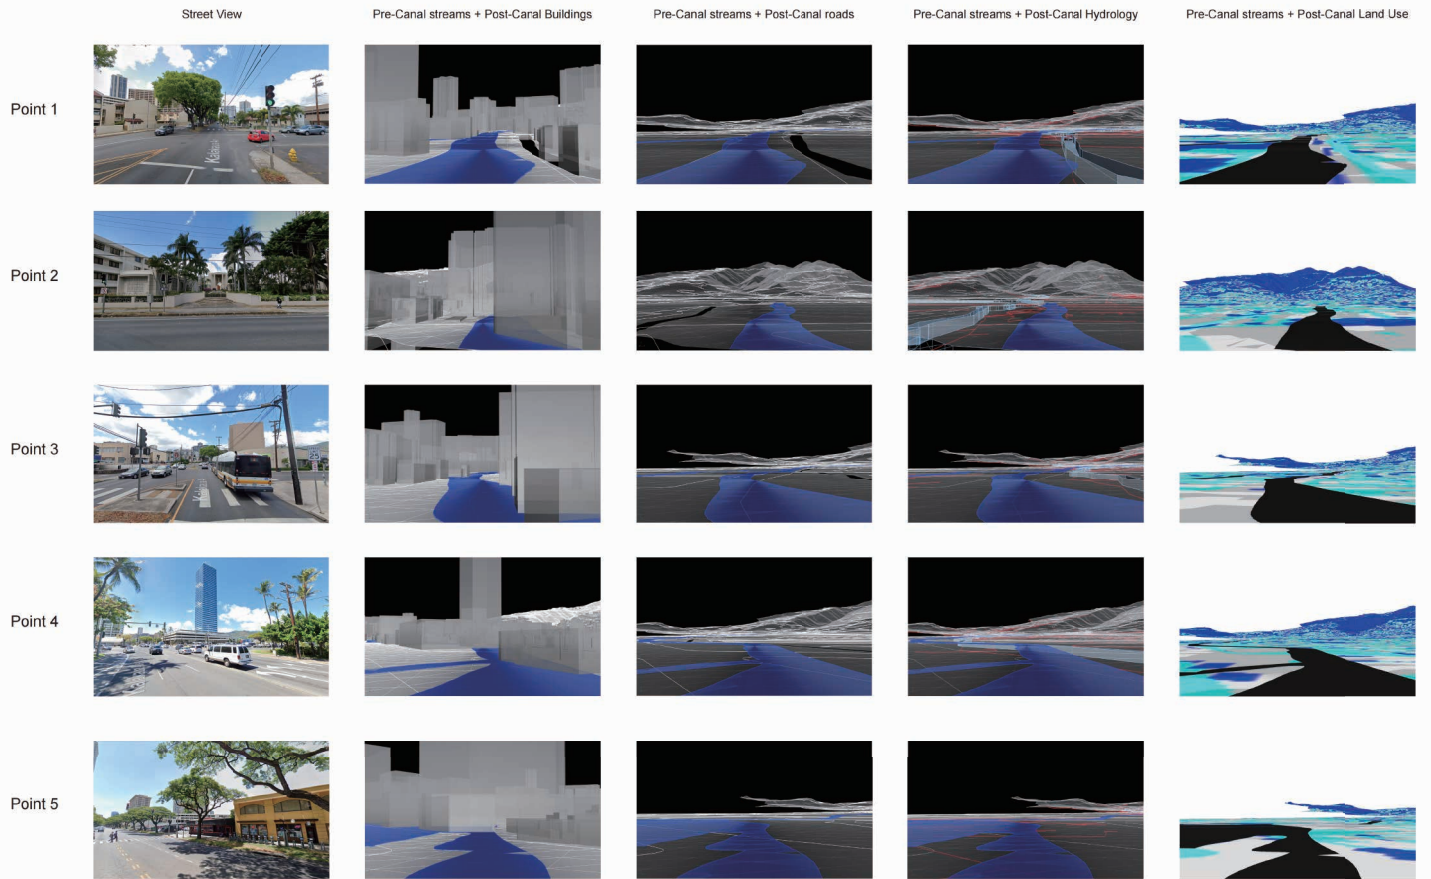 Street View
Pre-Canal streams + Post-Canal Buildings
Pre-Canal streams + Post-Canal roads
Pre-Canal streams + Post-Canal Hydrology
Pre-Canal streams + Post-Canal Land Use
Point 1
Point 2
Point 3
Point 4
Point 5